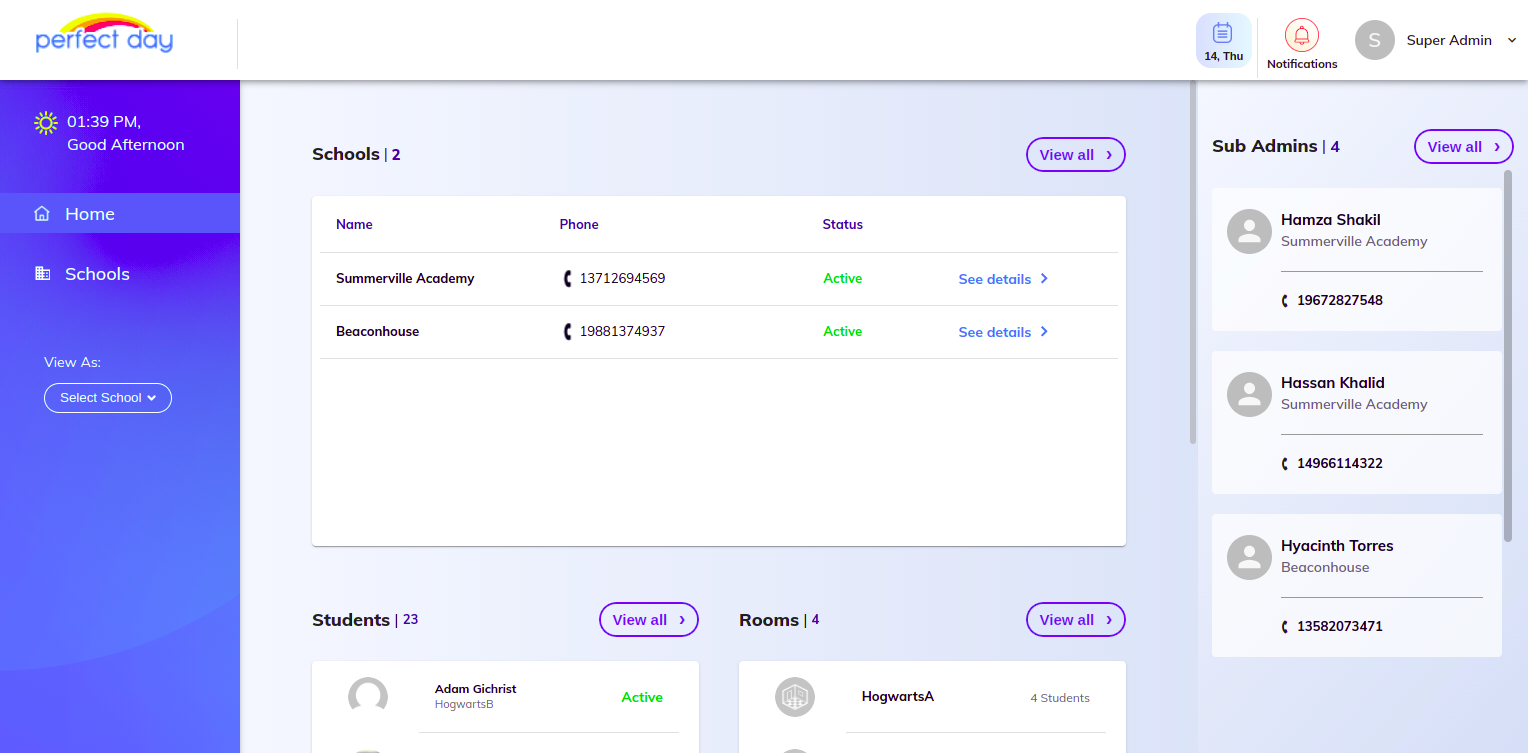 perfect day
14, Thu
Notifications
S
Super Admin
01:39 PM,
Good Afternoon
Home
Schools
View As:
Select School
Schools | 2
View all
Name Phone Status
Summerville Academy 13712694569 Active See details
Beaconhouse 19881374937 Active See details
Students | 23
View all
Adam Gichrist
HogwartsB
Active
Rooms | 4
View all
HogwartsA
4 Students
Sub Admins | 4
View all
Hamza Shakil
Summerville Academy
19672827548
Hassan Khalid
Summerville Academy
14966114322
Hyacinth Torres
Beaconhouse
13582073471